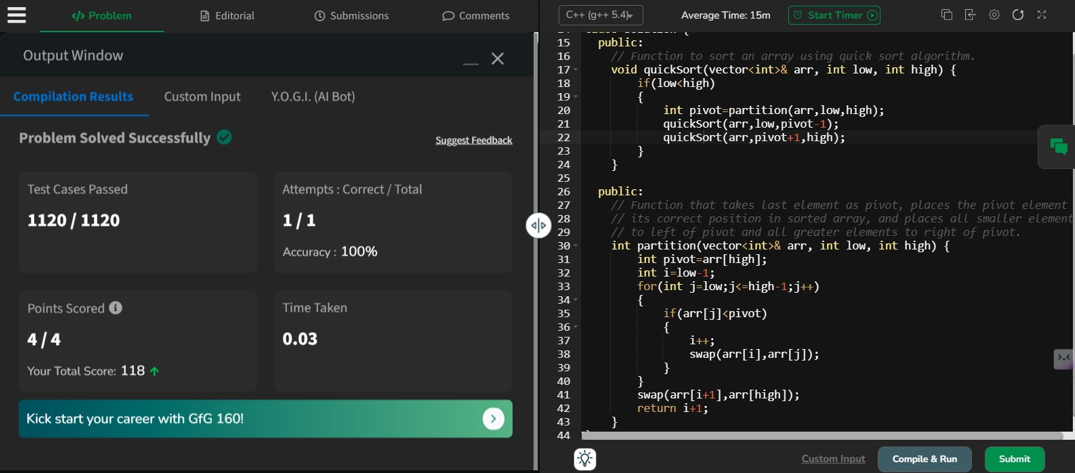 Problem
Editorial
Submissions
Comments
Output Window
Compilation Results
Custom Input
Y.O.G.I. (AI Bot)
Problem Solved Successfully
Suggest Feedback
Test Cases Passed
1120 / 1120
Attempts : Correct / Total
1 / 1
Accuracy : 100%
Points Scored
4 / 4
Your Total Score: 118
Time Taken
0.03
Kick start your career with GfG 160!
C++ (g++ 5.4)
Average Time: 15m
Start Timer
15 public:
16 // Function to sort an array using quick sort algorithm.
17 void quickSort(vector<int>& arr, int low, int high) {
18 if(low<high)
19 {
20 int pivot=partition(arr,low,high);
21 quickSort(arr,low,pivot-1);
22 quickSort(arr,pivot+1,high);
23 }
24 }
25
26 public:
27 // Function that takes last element as pivot, places the pivot element
28 // its correct position in sorted array, and places all smaller element
29 // to left of pivot and all greater elements to right of pivot.
30 int partition(vector<int>& arr, int low, int high) {
31 int pivot=arr[high];
32 int i=low-1;
33 for(int j=low;j<=high-1;j++)
34 {
35 if(arr[j]<pivot)
36 {
37 i++;
38 swap(arr[i],arr[j]);
39 }
40 }
41 swap(arr[i+1],arr[high]);
42 return i+1;
43 }
44
Custom Input
Compile & Run
Submit